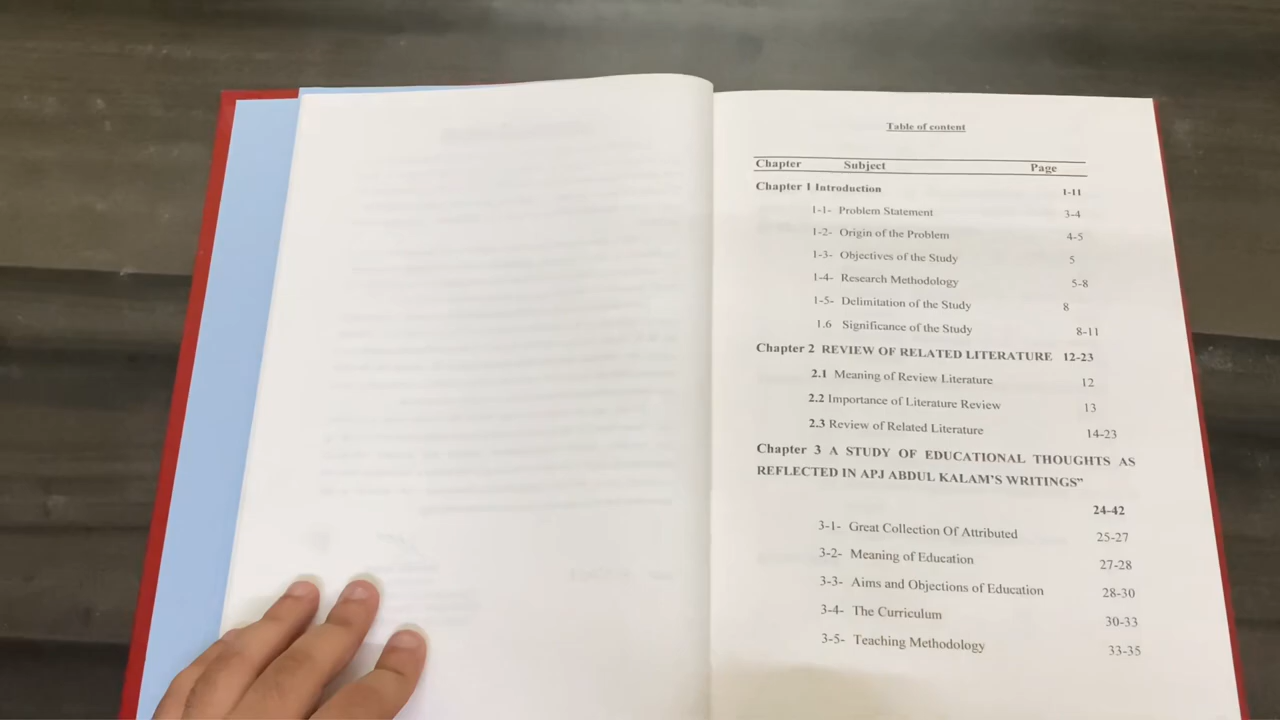 Table of content
Chapter Subject Page
Chapter 1 Introduction 1-11
1-1- Problem Statement 3-4
1-2- Origin of the Problem 4-5
1-3- Objectives of the Study 5
1-4- Research Methodology 5-8
1-5- Delimitation of the Study 8
1.6 Significance of the Study 8-11
Chapter 2 REVIEW OF RELATED LITERATURE 12-23
2.1 Meaning of Review Literature 12
2.2 Importance of Literature Review 13
2.3 Review of Related Literature 14-23
Chapter 3 A STUDY OF EDUCATIONAL THOUGHTS AS
REFLECTED IN APJ ABDUL KALAM'S WRITINGS"
24-42
3-1- Great Collection Of Attributed 25-27
3-2- Meaning of Education 27-28
3-3- Aims and Objections of Education 28-30
3-4- The Curriculum 30-33
3-5- Teaching Methodology 33-35